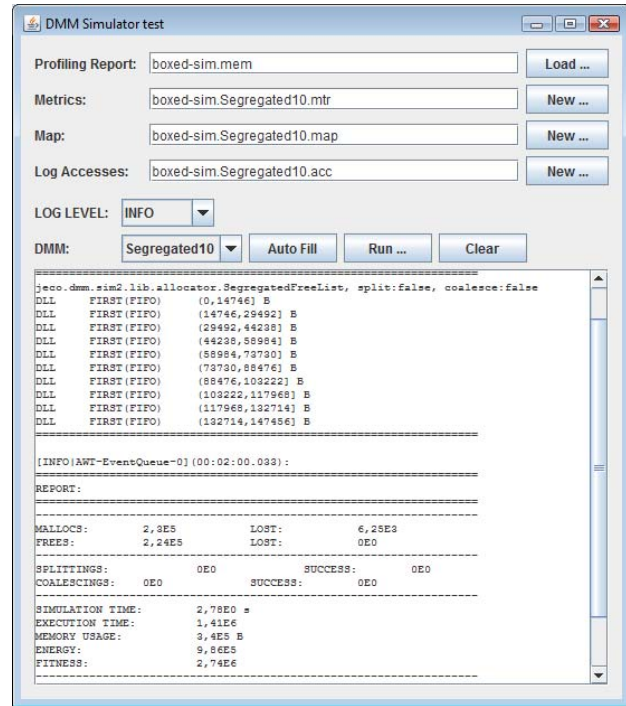 DMM Simulator test
Profiling Report: boxed-sim.mem Load ...
Metrics: boxed-sim.Segregated10.mtr New ...
Map: boxed-sim.Segregated10.map New ...
Log Accesses: boxed-sim.Segregated10.acc New ...
LOG LEVEL: INFO
DMM: Segregated10 Auto Fill Run ... Clear
================================================================
jeco.dmm.sim2.lib.allocator.SegregatedFreeList, split:false, coalesce:false
DLL FIRST(FIFO) (0,14746] B
DLL FIRST(FIFO) (14746,29492] B
DLL FIRST(FIFO) (29492,44238] B
DLL FIRST(FIFO) (44238,58984] B
DLL FIRST(FIFO) (58984,73730] B
DLL FIRST(FIFO) (73730,88476] B
DLL FIRST(FIFO) (88476,103222] B
DLL FIRST(FIFO) (103222,117968] B
DLL FIRST(FIFO) (117968,132714] B
DLL FIRST(FIFO) (132714,147456] B
================================================================
[INFO|AWT-EventQueue-0](00:02:00.033):
================================================================
REPORT:
================================================================
----------------------------------------------------------------
MALLOCS: 2,3E5 LOST: 6,25E3
FREES: 2,24E5 LOST: 0E0
----------------------------------------------------------------
SPLITTINGS: 0E0 SUCCESS: 0E0
COALESCINGS: 0E0 SUCCESS: 0E0
----------------------------------------------------------------
SIMULATION TIME: 2,78E0 s
EXECUTION TIME: 1,41E6
MEMORY USAGE: 3,4E5 B
ENERGY: 9,86E5
FITNESS: 2,74E6
----------------------------------------------------------------